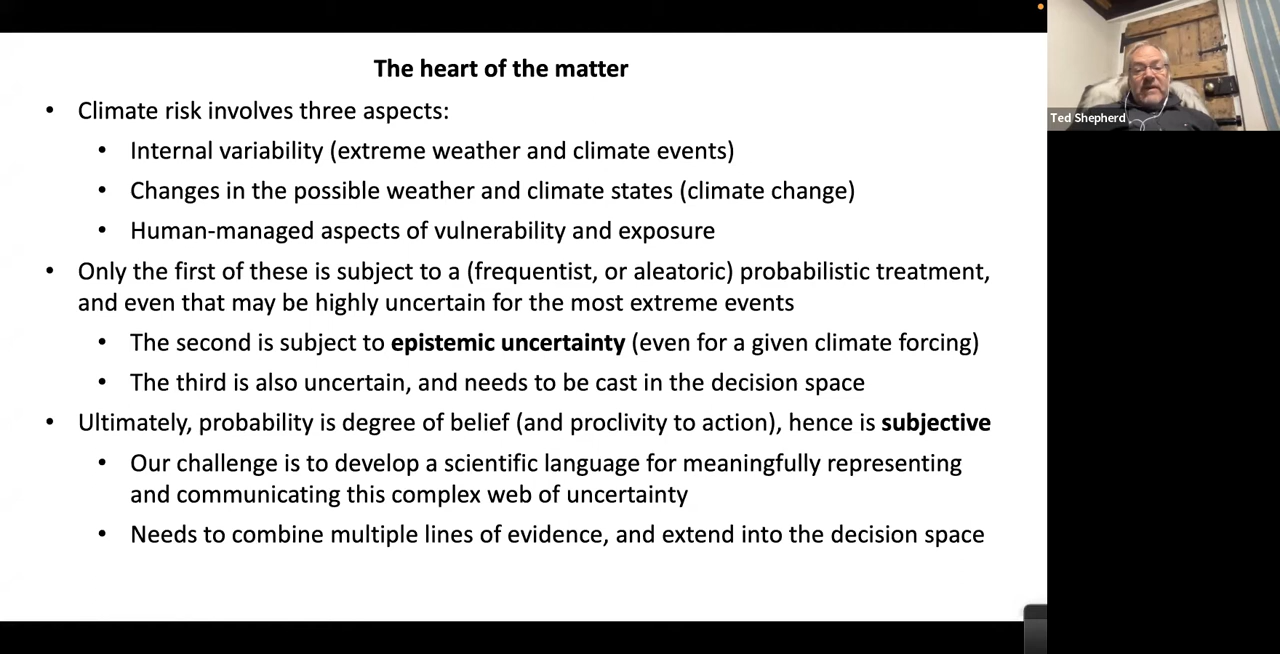 The heart of the matter
• Climate risk involves three aspects:
• Internal variability (extreme weather and climate events)
• Changes in the possible weather and climate states (climate change)
• Human-managed aspects of vulnerability and exposure
• Only the first of these is subject to a (frequentist, or aleatoric) probabilistic treatment,
and even that may be highly uncertain for the most extreme events
• The second is subject to epistemic uncertainty (even for a given climate forcing)
• The third is also uncertain, and needs to be cast in the decision space
• Ultimately, probability is degree of belief (and proclivity to action), hence is subjective
• Our challenge is to develop a scientific language for meaningfully representing
and communicating this complex web of uncertainty
• Needs to combine multiple lines of evidence, and extend into the decision space
Ted Shepherd